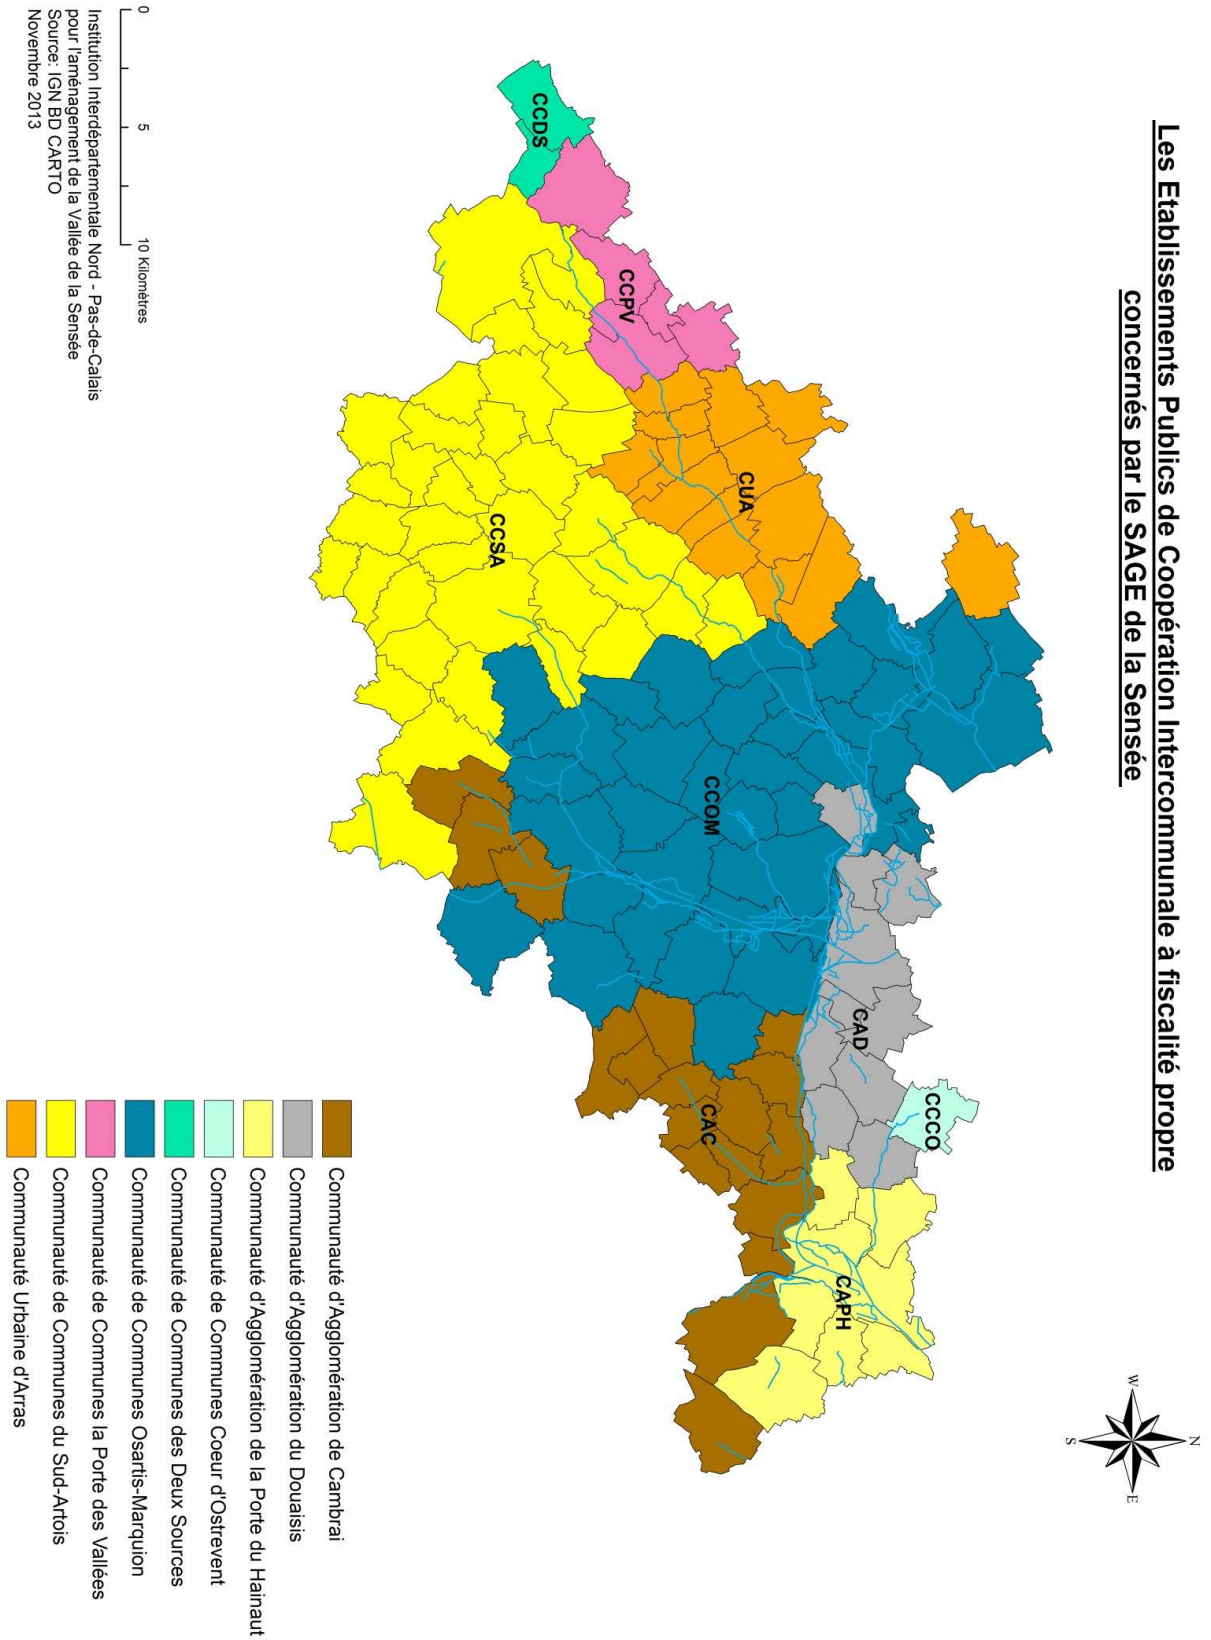 Les Etablissements Publics de Coopération Intercommunale à fiscalité propre
concernés par le SAGE de la Sensée
N
W
E
S
CCDS
CCPV
CUA
CCSA
CCOM
CAD
CCCO
CAC
CAPH
0
5
10 Kilomètres
Institution Interdépartementale Nord - Pas-de-Calais
pour l'aménagement de la Vallée de la Sensée
Source: IGN BD CARTO
Novembre 2013
Communauté d'Agglomération de Cambrai
Communauté d'Agglomération du Douaisis
Communauté d'Agglomération de la Porte du Hainaut
Communauté de Communes Coeur d'Ostrevent
Communauté de Communes des Deux Sources
Communauté de Communes Osartis-Marquion
Communauté de Communes la Porte des Vallées
Communauté de Communes du Sud-Artois
Communauté Urbaine d'Arras